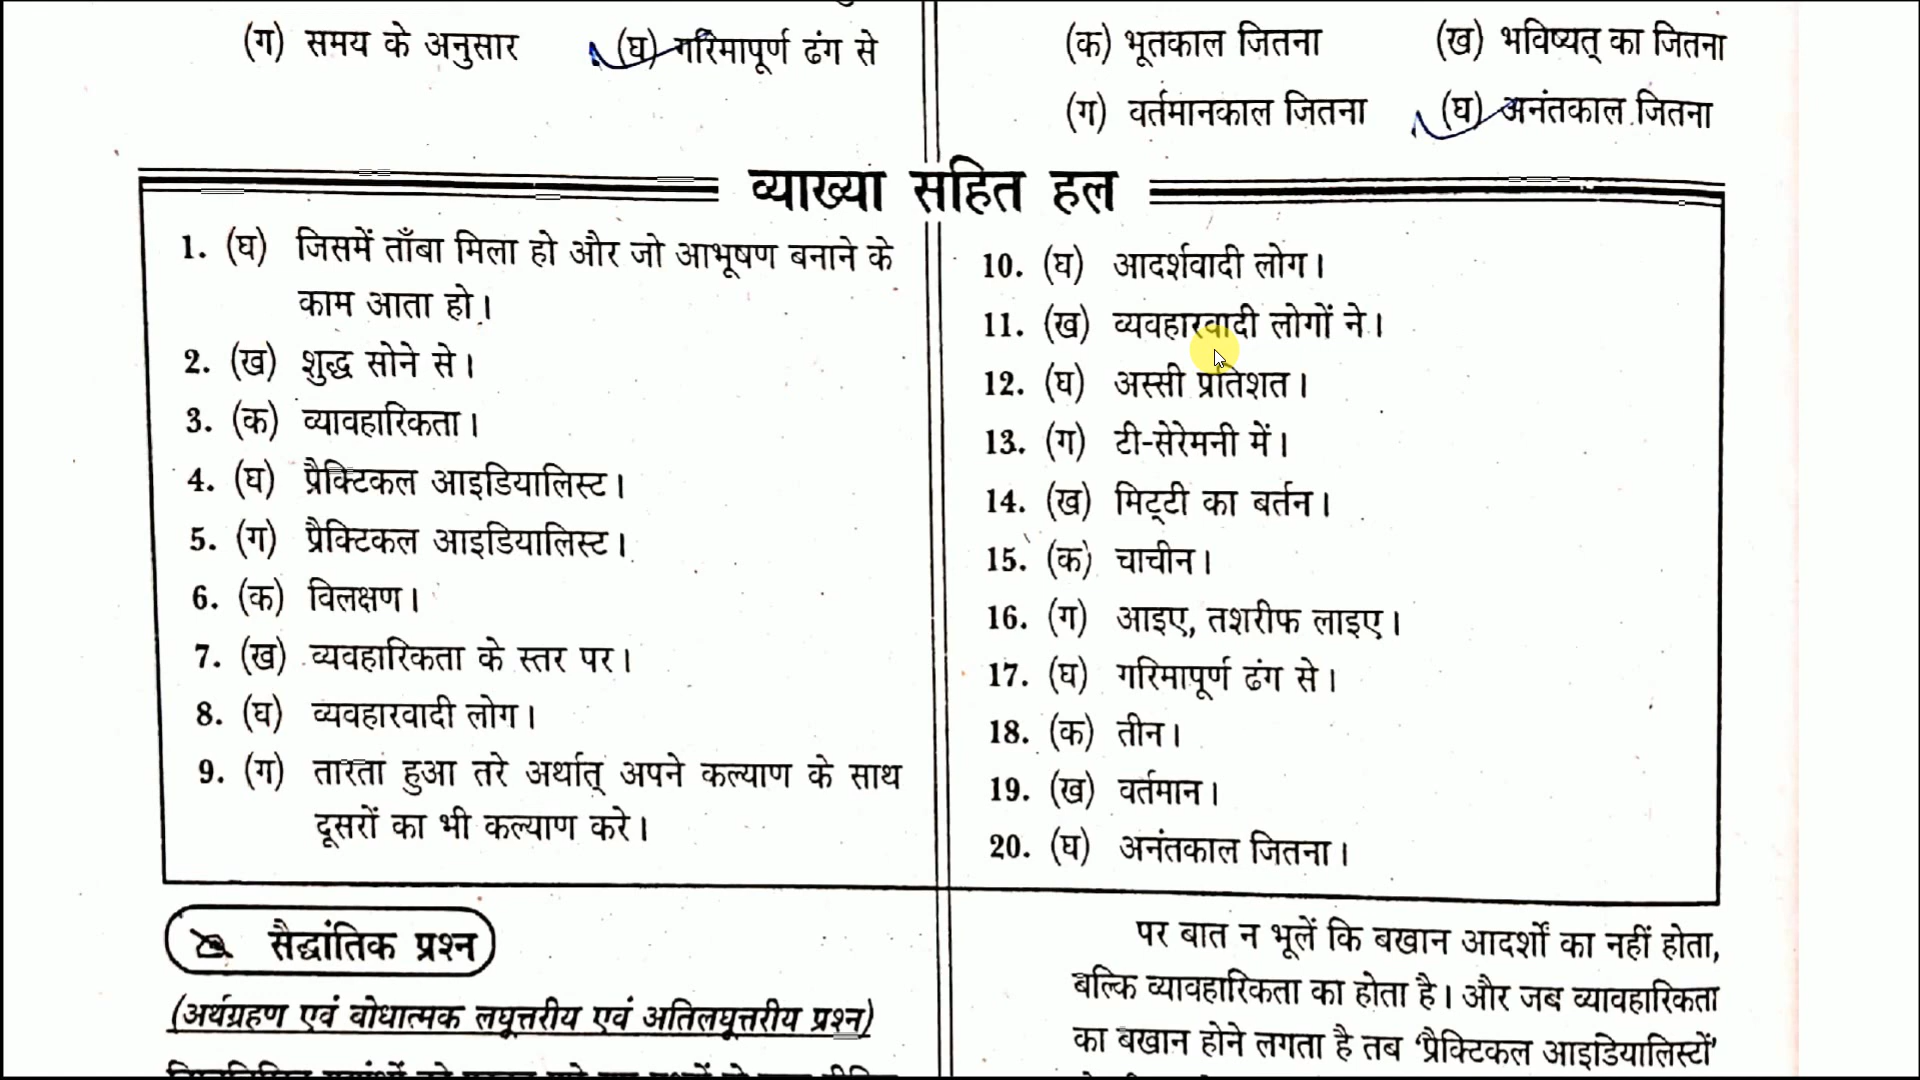 (ग) समय के अनुसार (घ) गरिमापूर्ण ढंग से
(क) भूतकाल जितना (ख) भविष्यत् का जितना
(ग) वर्तमानकाल जितना (घ) अनंतकाल जितना
व्याख्या सहित हल
1. (घ) जिसमें ताँबा मिला हो और जो आभूषण बनाने के
काम आता हो।
2. (ख) शुद्ध सोने से।
3. (क) व्यावहारिकता।
4. (घ) प्रैक्टिकल आइडियालिस्ट।
5. (ग) प्रैक्टिकल आइडियालिस्ट।
6. (क) विलक्षण।
7. (ख) व्यवहारिकता के स्तर पर।
8. (घ) व्यवहारवादी लोग।
9. (ग) तारता हुआ तरे अर्थात् अपने कल्याण के साथ
दूसरों का भी कल्याण करे।
10. (घ) आदर्शवादी लोग।
11. (ख) व्यवहारवादी लोगों ने।
12. (घ) अस्सी प्रतिशत।
13. (ग) टी-सेरेमनी में।
14. (ख) मिट्टी का बर्तन।
15. (क) चाचीन।
16. (ग) आइए, तशरीफ लाइए।
17. (घ) गरिमापूर्ण ढंग से।
18. (क) तीन।
19. (ख) वर्तमान।
20. (घ) अनंतकाल जितना।
सैद्धांतिक प्रश्न
(अर्थग्रहण एवं बोधात्मक लघूत्तरीय एवं अतिलघूत्तरीय प्रश्न)
पर बात न भूलें कि बखान आदर्शों का नहीं होता,
बल्कि व्यावहारिकता का होता है। और जब व्यावहारिकता
का बखान होने लगता है तब ‘प्रैक्टिकल आइडियालिस्टों’